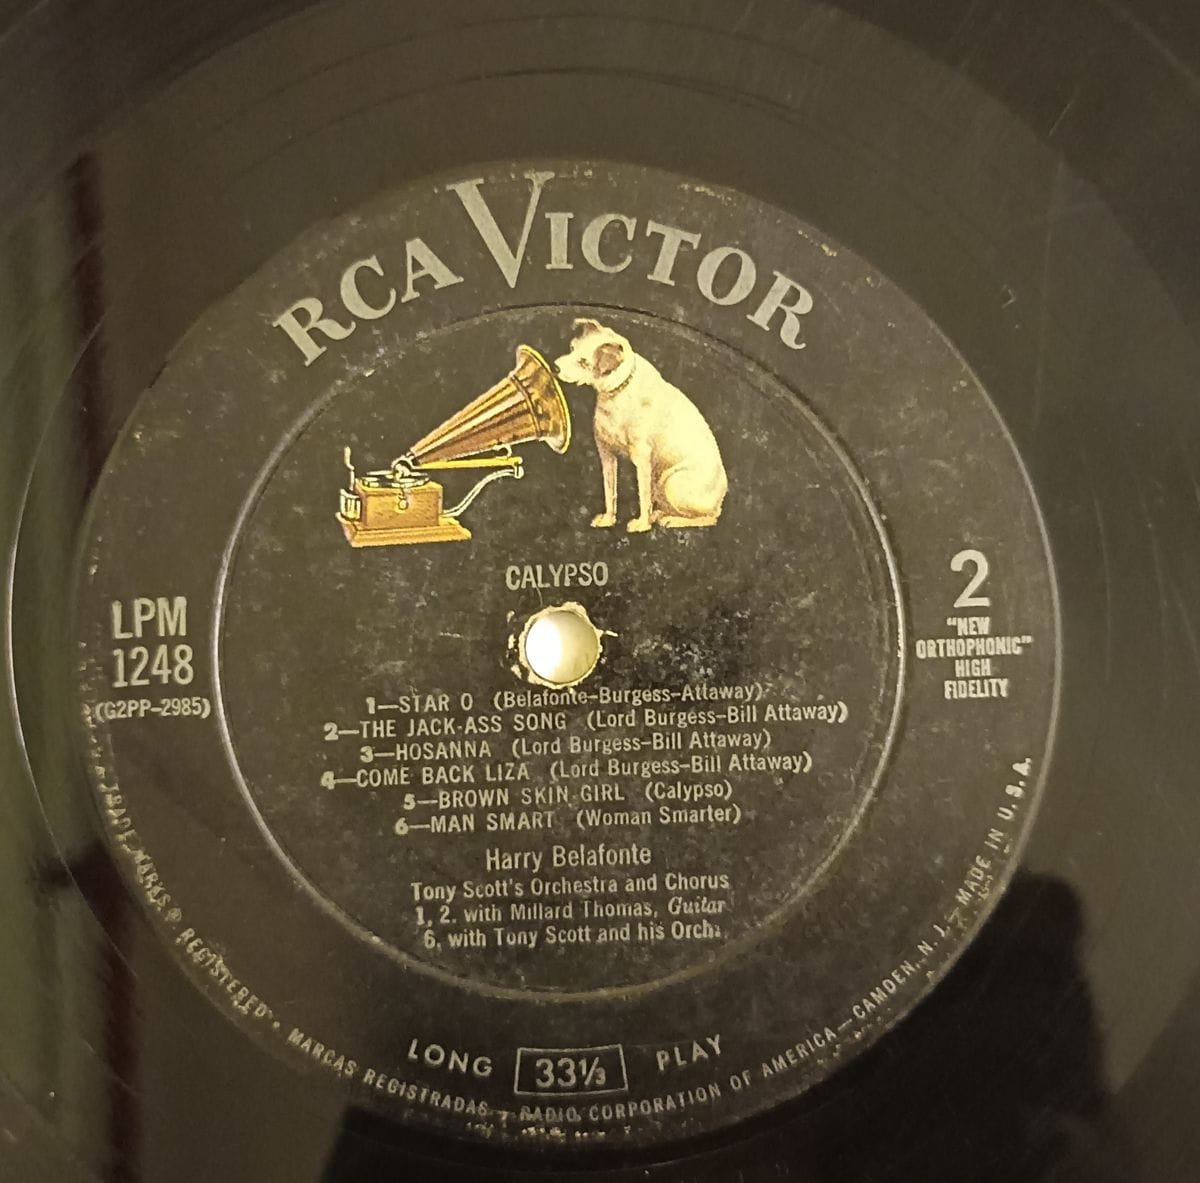 RCA VICTOR
CALYPSO
LPM
1248
(G2PP-2985)
2
"NEW
ORTHOPHONIC"
HIGH
FIDELITY
1—STAR O (Belafonte-Burgess-Attaway)
2—THE JACK-ASS SONG (Lord Burgess-Bill Attaway)
3—HOSANNA (Lord Burgess-Bill Attaway)
4—COME BACK LIZA (Lord Burgess-Bill Attaway)
5—BROWN SKIN GIRL (Calypso)
6—MAN SMART (Woman Smarter)
Harry Belafonte
Tony Scott's Orchestra and Chorus
1, 2. with Millard Thomas, Guitar
6. with Tony Scott and his Orch.
LONG 33⅓ PLAY
TRADE MARKS ® REGISTERED • MARCAS REGISTRADAS — RADIO CORPORATION OF AMERICA—CAMDEN, N. J.— MADE IN U. S. A.